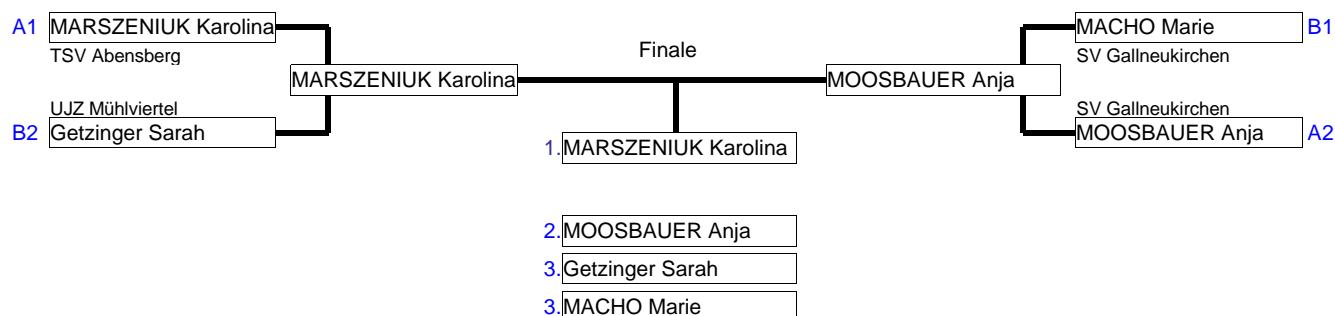 A1 MARSZENIUK Karolina
TSV Abensberg
UJZ Mühlviertel
B2 Getzinger Sarah
MARSZENIUK Karolina
Finale
MOOSBAUER Anja
MACHO Marie B1
SV Gallneukirchen
SV Gallneukirchen
MOOSBAUER Anja A2
1. MARSZENIUK Karolina
2. MOOSBAUER Anja
3. Getzinger Sarah
3. MACHO Marie